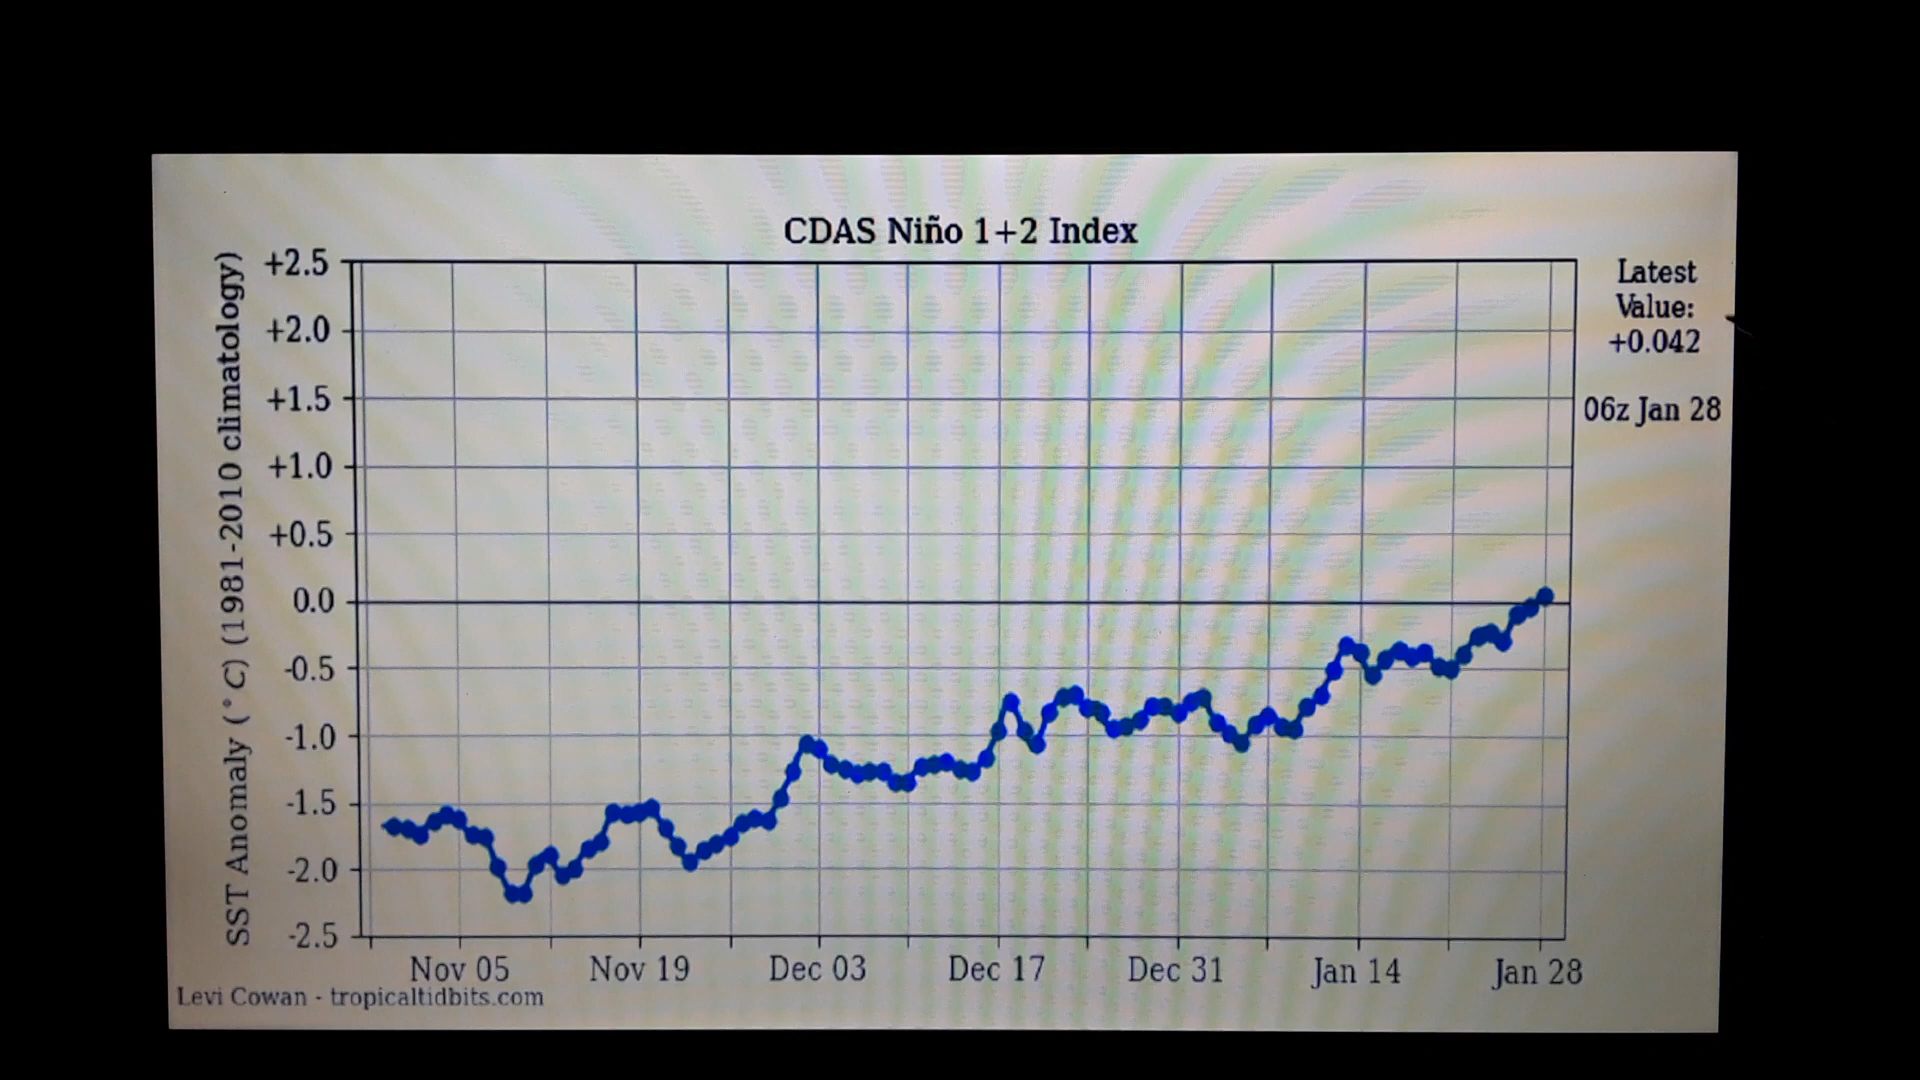 CDAS Niño 1+2 Index
SST Anomaly (°C) (1981-2010 climatology)
+2.5
+2.0
+1.5
+1.0
+0.5
0.0
-0.5
-1.0
-1.5
-2.0
-2.5
Nov 05 Nov 19 Dec 03 Dec 17 Dec 31 Jan 14 Jan 28
Latest
Value:
+0.042
06z Jan 28
Levi Cowan - tropicaltidbits.com